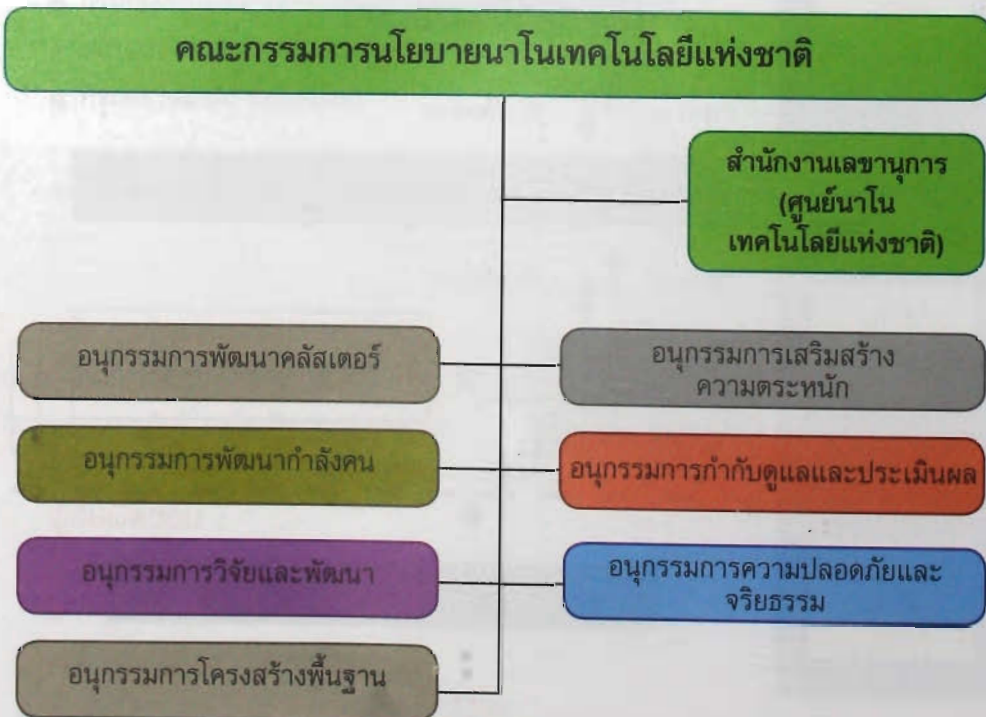 คณะกรรมการนโยบายนาโนเทคโนโลยีแห่งชาติ
สำนักงานเลขานุการ
(ศูนย์นาโน
เทคโนโลยีแห่งชาติ)
อนุกรรมการพัฒนาคลัสเตอร์
อนุกรรมการเสริมสร้าง
ความตระหนัก
อนุกรรมการพัฒนากำลังคน
อนุกรรมการกำกับดูแลและประเมินผล
อนุกรรมการวิจัยและพัฒนา
อนุกรรมการความปลอดภัยและ
จริยธรรม
อนุกรรมการโครงสร้างพื้นฐาน